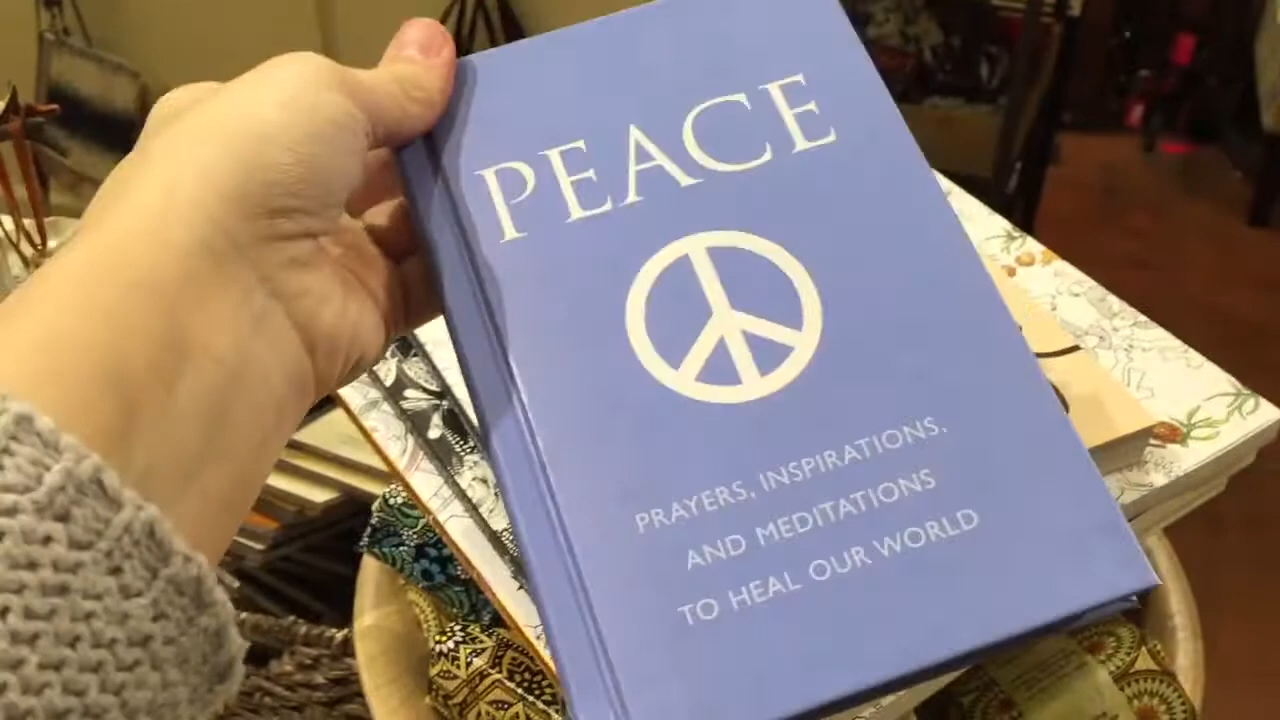 PEACE
PRAYERS, INSPIRATIONS,
AND MEDITATIONS
TO HEAL OUR WORLD